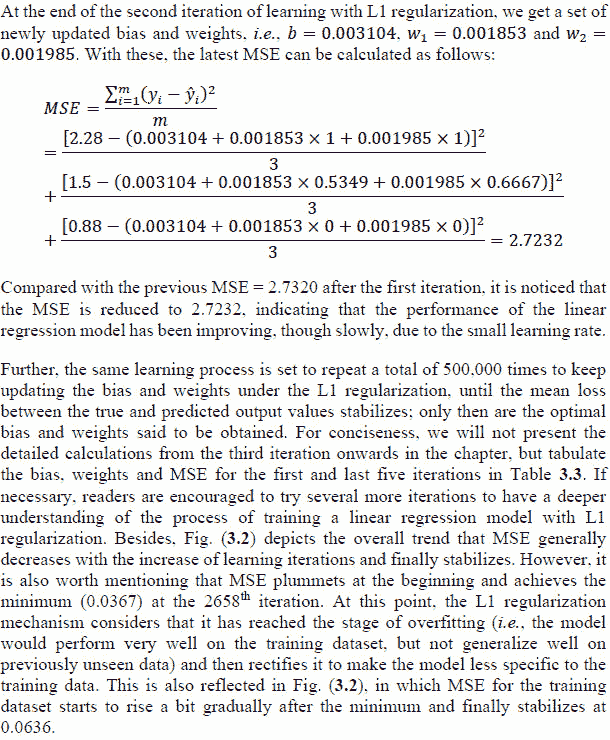 At the end of the second iteration of learning with L1 regularization, we get a set of
newly updated bias and weights, i.e., b = 0.003104, w₁ = 0.001853 and w₂ =
0.001985. With these, the latest MSE can be calculated as follows:
MSE = ∑ᵐᵢ₌₁(yᵢ − ŷᵢ)² / m
= [2.28 − (0.003104 + 0.001853 × 1 + 0.001985 × 1)]² / 3
+ [1.5 − (0.003104 + 0.001853 × 0.5349 + 0.001985 × 0.6667)]² / 3
+ [0.88 − (0.003104 + 0.001853 × 0 + 0.001985 × 0)]² / 3 = 2.7232
Compared with the previous MSE = 2.7320 after the first iteration, it is noticed that
the MSE is reduced to 2.7232, indicating that the performance of the linear
regression model has been improving, though slowly, due to the small learning rate.
Further, the same learning process is set to repeat a total of 500,000 times to keep
updating the bias and weights under the L1 regularization, until the mean loss
between the true and predicted output values stabilizes; only then are the optimal
bias and weights said to be obtained. For conciseness, we will not present the
detailed calculations from the third iteration onwards in the chapter, but tabulate
the bias, weights and MSE for the first and last five iterations in Table 3.3. If
necessary, readers are encouraged to try several more iterations to have a deeper
understanding of the process of training a linear regression model with L1
regularization. Besides, Fig. (3.2) depicts the overall trend that MSE generally
decreases with the increase of learning iterations and finally stabilizes. However, it
is also worth mentioning that MSE plummets at the beginning and achieves the
minimum (0.0367) at the 2658th iteration. At this point, the L1 regularization
mechanism considers that it has reached the stage of overfitting (i.e., the model
would perform very well on the training dataset, but not generalize well on
previously unseen data) and then rectifies it to make the model less specific to the
training data. This is also reflected in Fig. (3.2), in which MSE for the training
dataset starts to rise a bit gradually after the minimum and finally stabilizes at
0.0636.